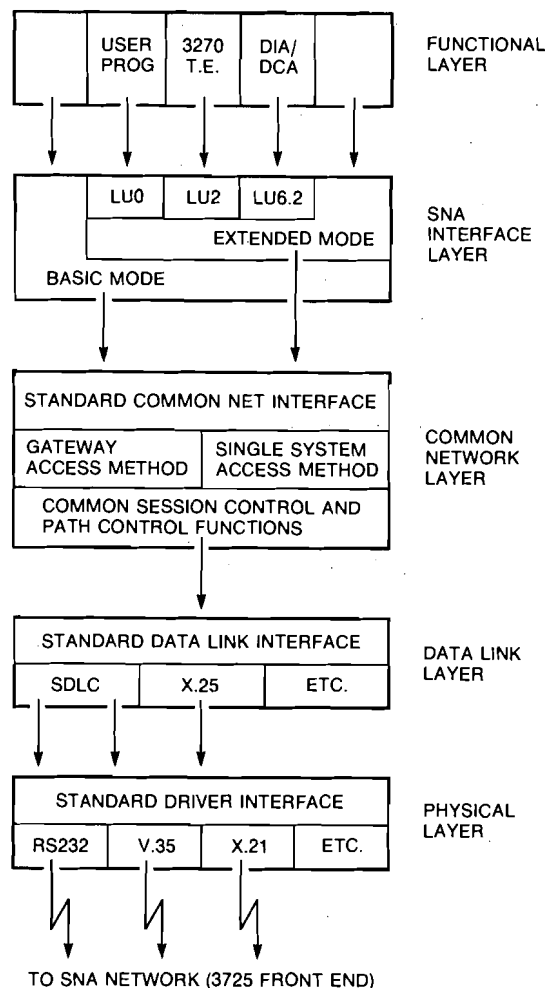 USER PROG
3270 T.E.
DIA/ DCA
FUNCTIONAL LAYER
LU0
LU2
LU6.2
EXTENDED MODE
BASIC MODE
SNA INTERFACE LAYER
STANDARD COMMON NET INTERFACE
GATEWAY ACCESS METHOD
SINGLE SYSTEM ACCESS METHOD
COMMON SESSION CONTROL AND PATH CONTROL FUNCTIONS
COMMON NETWORK LAYER
STANDARD DATA LINK INTERFACE
SDLC
X.25
ETC.
DATA LINK LAYER
STANDARD DRIVER INTERFACE
RS232
V.35
X.21
ETC.
PHYSICAL LAYER
TO SNA NETWORK (3725 FRONT END)